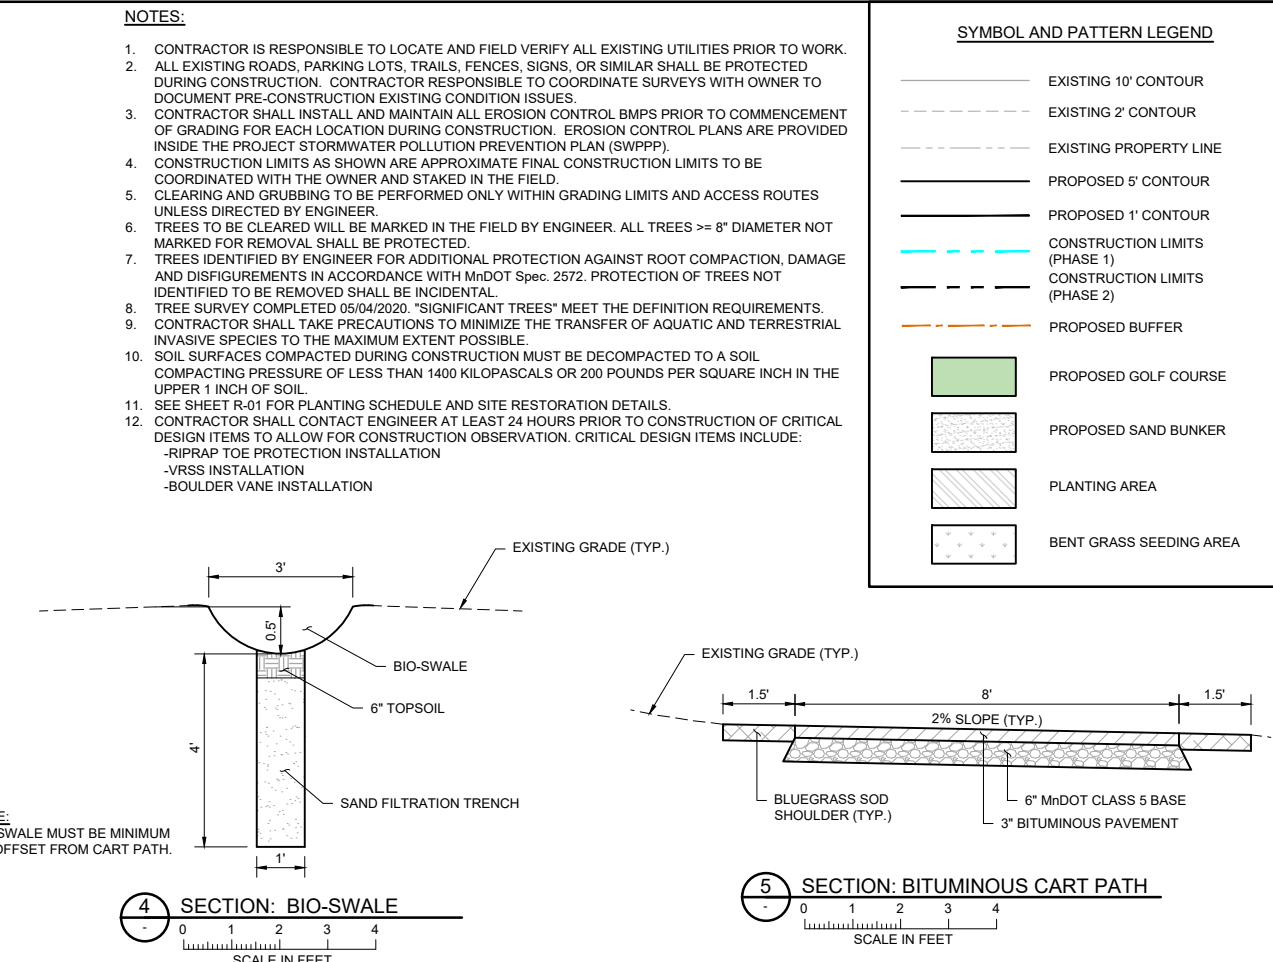 NOTES:
1. CONTRACTOR IS RESPONSIBLE TO LOCATE AND FIELD VERIFY ALL EXISTING UTILITIES PRIOR TO WORK.
2. ALL EXISTING ROADS, PARKING LOTS, TRAILS, FENCES, SIGNS, OR SIMILAR SHALL BE PROTECTED
DURING CONSTRUCTION. CONTRACTOR RESPONSIBLE TO COORDINATE SURVEYS WITH OWNER TO
DOCUMENT PRE-CONSTRUCTION EXISTING CONDITION ISSUES.
3. CONTRACTOR SHALL INSTALL AND MAINTAIN ALL EROSION CONTROL BMPS PRIOR TO COMMENCEMENT
OF GRADING FOR EACH LOCATION DURING CONSTRUCTION. EROSION CONTROL PLANS ARE PROVIDED
INSIDE THE PROJECT STORMWATER POLLUTION PREVENTION PLAN (SWPPP).
4. CONSTRUCTION LIMITS AS SHOWN ARE APPROXIMATE FINAL CONSTRUCTION LIMITS TO BE
COORDINATED WITH THE OWNER AND STAKED IN THE FIELD.
5. CLEARING AND GRUBBING TO BE PERFORMED ONLY WITHIN GRADING LIMITS AND ACCESS ROUTES
UNLESS DIRECTED BY ENGINEER.
6. TREES TO BE CLEARED WILL BE MARKED IN THE FIELD BY ENGINEER. ALL TREES >= 8" DIAMETER NOT
MARKED FOR REMOVAL SHALL BE PROTECTED.
7. TREES IDENTIFIED BY ENGINEER FOR ADDITIONAL PROTECTION AGAINST ROOT COMPACTION, DAMAGE
AND DISFIGUREMENTS IN ACCORDANCE WITH MnDOT Spec. 2572. PROTECTION OF TREES NOT
IDENTIFIED TO BE REMOVED SHALL BE INCIDENTAL.
8. TREE SURVEY COMPLETED 05/04/2020. "SIGNIFICANT TREES" MEET THE DEFINITION REQUIREMENTS.
9. CONTRACTOR SHALL TAKE PRECAUTIONS TO MINIMIZE THE TRANSFER OF AQUATIC AND TERRESTRIAL
INVASIVE SPECIES TO THE MAXIMUM EXTENT POSSIBLE.
10. SOIL SURFACES COMPACTED DURING CONSTRUCTION MUST BE DECOMPACTED TO A SOIL
COMPACTING PRESSURE OF LESS THAN 1400 KILOPASCALS OR 200 POUNDS PER SQUARE INCH IN THE
UPPER 1 INCH OF SOIL.
11. SEE SHEET R-01 FOR PLANTING SCHEDULE AND SITE RESTORATION DETAILS.
12. CONTRACTOR SHALL CONTACT ENGINEER AT LEAST 24 HOURS PRIOR TO CONSTRUCTION OF CRITICAL
DESIGN ITEMS TO ALLOW FOR CONSTRUCTION OBSERVATION. CRITICAL DESIGN ITEMS INCLUDE:
-RIPRAP TOE PROTECTION INSTALLATION
-VRSS INSTALLATION
-BOULDER VANE INSTALLATION
SYMBOL AND PATTERN LEGEND
EXISTING 10' CONTOUR
EXISTING 2' CONTOUR
EXISTING PROPERTY LINE
PROPOSED 5' CONTOUR
PROPOSED 1' CONTOUR
CONSTRUCTION LIMITS
(PHASE 1)
CONSTRUCTION LIMITS
(PHASE 2)
PROPOSED BUFFER
PROPOSED GOLF COURSE
PROPOSED SAND BUNKER
PLANTING AREA
BENT GRASS SEEDING AREA
EXISTING GRADE (TYP.)
3'
0.5'
BIO-SWALE
6" TOPSOIL
4'
SAND FILTRATION TRENCH
E:
SWALE MUST BE MINIMUM
OFFSET FROM CART PATH.
1'
4
-
SECTION: BIO-SWALE
0 1 2 3 4
SCALE IN FEET
EXISTING GRADE (TYP.)
1.5' 8' 1.5'
2% SLOPE (TYP.)
BLUEGRASS SOD
SHOULDER (TYP.)
6" MnDOT CLASS 5 BASE
3" BITUMINOUS PAVEMENT
5
-
SECTION: BITUMINOUS CART PATH
0 1 2 3 4
SCALE IN FEET